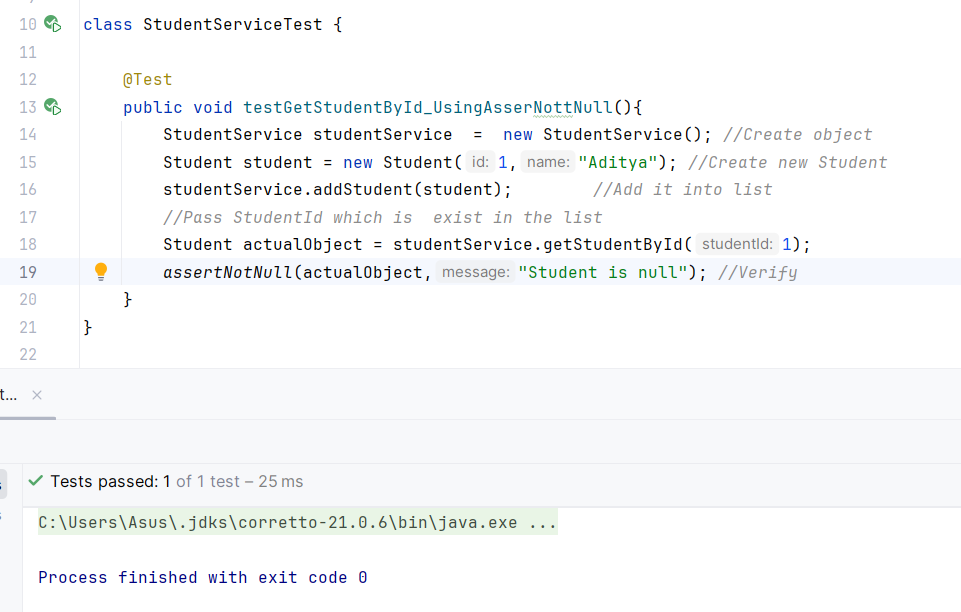 10 class StudentServiceTest {
11
12 @Test
13 public void testGetStudentById_UsingAsserNottNull(){
14 StudentService studentService  =  new StudentService(); //Create object
15 Student student = new Student( id: 1, name: "Aditya"); //Create new Student
16 studentService.addStudent(student);        //Add it into list
17 //Pass StudentId which is  exist in the list
18 Student actualObject = studentService.getStudentById( studentId: 1);
19 assertNotNull(actualObject, message: "Student is null"); //Verify
20 }
21 }
22
t... ×
Tests passed: 1 of 1 test – 25 ms
C:\Users\Asus\.jdks\corretto-21.0.6\bin\java.exe ...
Process finished with exit code 0